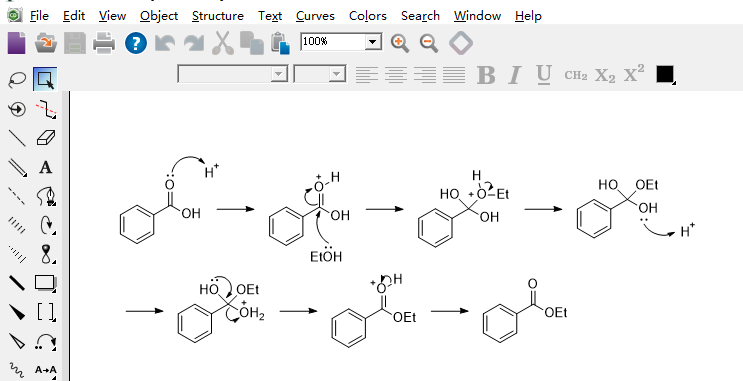 File Edit View Object Structure Text Curves Colors Search Window Help
100%
B I U CH2 X2 X2
A
A→A
H+
O
OH
+ H
O
OH
EtOH
H
HO + O Et
OH
HO OEt
OH
H+
HO OEt
+
OH2
+ O H
OEt
O
OEt